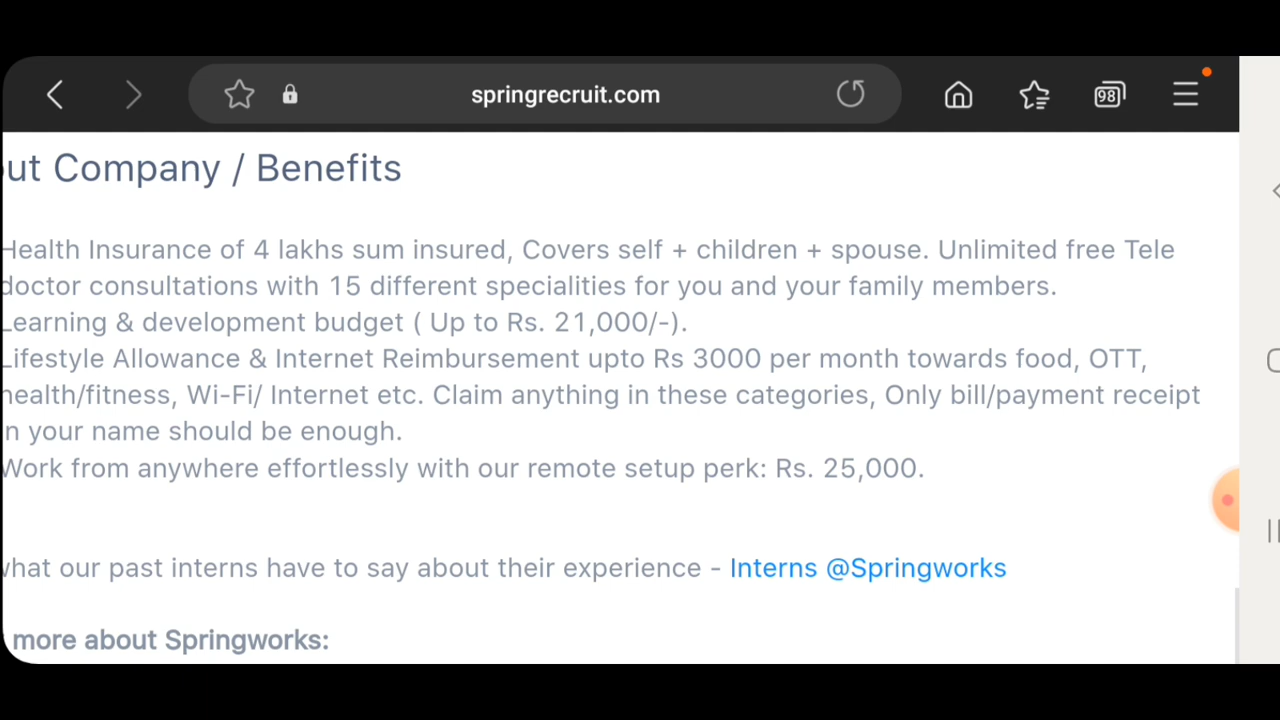 springrecruit.com
98
ut Company / Benefits
Health Insurance of 4 lakhs sum insured, Covers self + children + spouse. Unlimited free Tele
doctor consultations with 15 different specialities for you and your family members.
Learning & development budget ( Up to Rs. 21,000/-).
Lifestyle Allowance & Internet Reimbursement upto Rs 3000 per month towards food, OTT,
health/fitness, Wi-Fi/ Internet etc. Claim anything in these categories, Only bill/payment receipt
n your name should be enough.
Work from anywhere effortlessly with our remote setup perk: Rs. 25,000.
what our past interns have to say about their experience - Interns @Springworks
more about Springworks: